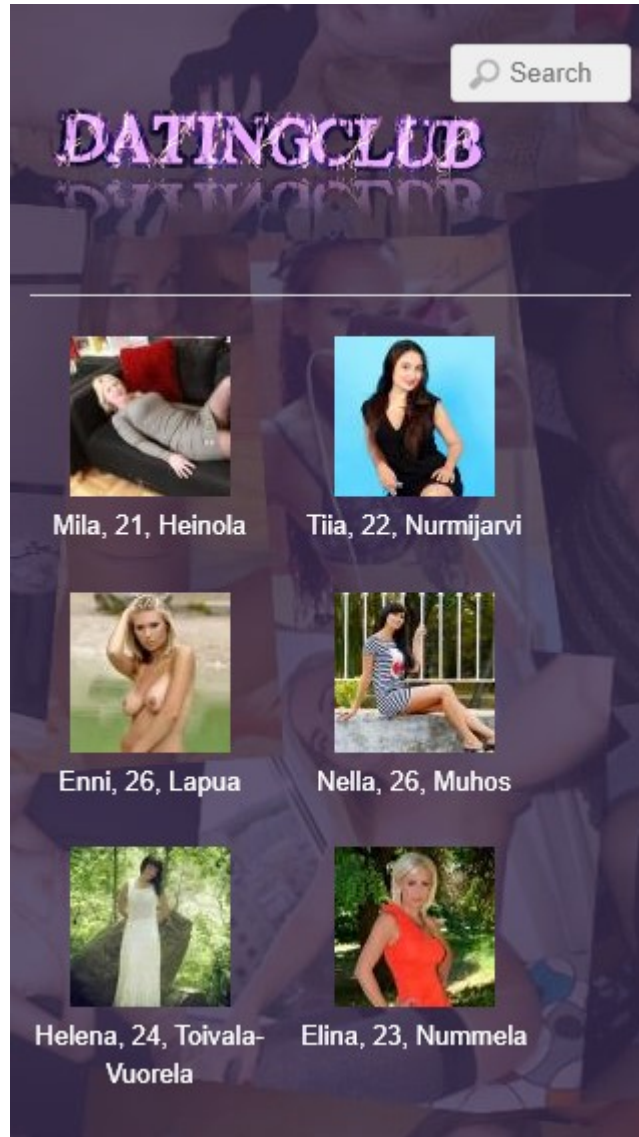 Search
DATINGCLUB
Mila, 21, Heinola
Tiia, 22, Nurmijarvi
Enni, 26, Lapua
Nella, 26, Muhos
Helena, 24, Toivala-
Vuorela
Elina, 23, Nummela